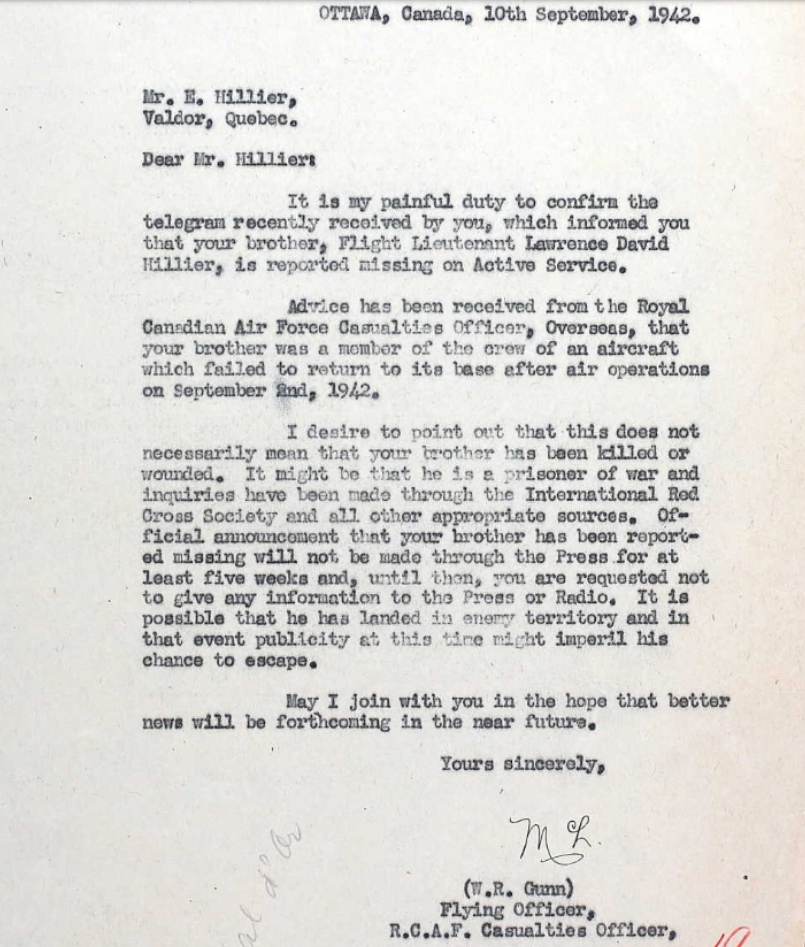 OTTAWA, Canada, 10th September, 1942.
Mr. E. Hillier,
Valdor, Quebec.
Dear Mr. Hillier:
It is my painful duty to confirm the
telegram recently received by you, which informed you
that your brother, Flight Lieutenant Lawrence David
Hillier, is reported missing on Active Service.
Advice has been received from the Royal
Canadian Air Force Casualties Officer, Overseas, that
your brother was a member of the crew of an aircraft
which failed to return to its base after air operations
on September 2nd, 1942.
I desire to point out that this does not
necessarily mean that your brother has been killed or
wounded. It might be that he is a prisoner of war and
inquiries have been made through the International Red
Cross Society and all other appropriate sources. Of-
ficial announcement that your brother has been report-
ed missing will not be made through the Press for at
least five weeks and, until then, you are requested not
to give any information to the Press or Radio. It is
possible that he has landed in enemy territory and in
that event publicity at this time might imperil his
chance to escape.
May I join with you in the hope that better
news will be forthcoming in the near future.
Yours sincerely,
(W.R. Gunn)
Flying Officer,
R.C.A.F. Casualties Officer,